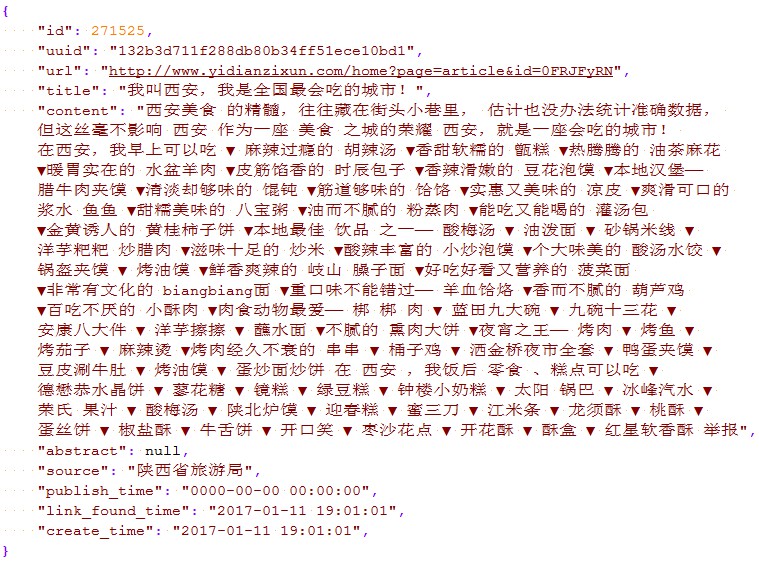 {
"id": 271525,
"uuid": "132b3d711f288db80b34ff51ece10bd1",
"url": "http://www.yidianzixun.com/home?page=article&id=0FRJFyRN",
"title": "我叫西安，我是全国最会吃的城市！",
"content": "西安美食 的精髓，往往藏在街头小巷里， 估计也没办法统计准确数据，
但这丝毫不影响 西安 作为一座 美食 之城的荣耀 西安，就是一座会吃的城市！
在西安，我早上可以吃 ▼ 麻辣过瘾的 胡辣汤 ▼香甜软糯的 甑糕 ▼热腾腾的 油茶麻花
▼暖胃实在的 水盆羊肉 ▼皮筋馅香的 时辰包子 ▼香辣滑嫩的 豆花泡馍 ▼本地汉堡——
腊牛肉夹馍 ▼清淡却够味的 馄饨 ▼筋道够味的 饸饹 ▼实惠又美味的 凉皮 ▼爽滑可口的
浆水 鱼鱼 ▼甜糯美味的 八宝粥 ▼油而不腻的 粉蒸肉 ▼能吃又能喝的 灌汤包
▼金黄诱人的 黄桂柿子饼 ▼本地最佳 饮品 之一—— 酸梅汤 ▼ 油泼面 ▼ 砂锅米线 ▼
洋芋粑粑 炒腊肉 ▼滋味十足的 炒米 ▼酸辣丰富的 小炒泡馍 ▼个大味美的 酸汤水饺 ▼
锅盔夹馍 ▼ 烤油馍 ▼鲜香爽辣的 岐山 臊子面 ▼好吃好看又营养的 菠菜面
▼非常有文化的 biangbiang面 ▼重口味不能错过—— 羊血饸饹 ▼香而不腻的 葫芦鸡
▼百吃不厌的 小酥肉 ▼肉食动物最爱—— 梆 梆 肉 ▼ 蓝田九大碗 ▼ 九碗十三花 ▼
安康八大件 ▼ 洋芋擦擦 ▼ 蘸水面 ▼不腻的 熏肉大饼 ▼夜宵之王—— 烤肉 ▼ 烤鱼 ▼
烤茄子 ▼ 麻辣烫 ▼烤肉经久不衰的 串串 ▼ 桶子鸡 ▼ 洒金桥夜市全套 ▼ 鸭蛋夹馍 ▼
豆皮涮牛肚 ▼ 烤油馍 ▼ 蛋炒面炒饼 在 西安 ，我饭后 零食 、糕点可以吃 ▼
德懋恭水晶饼 ▼ 蓼花糖 ▼ 镜糕 ▼ 绿豆糕 ▼ 钟楼小奶糕 ▼ 太阳 锅巴 ▼ 冰峰汽水 ▼
荣氏 果汁 ▼ 酸梅汤 ▼ 陕北炉馍 ▼ 迎春糕 ▼ 蜜三刀 ▼ 江米条 ▼ 龙须酥 ▼ 桃酥 ▼
蛋丝饼 ▼ 椒盐酥 ▼ 牛舌饼 ▼ 开口笑 ▼ 枣沙花点 ▼ 开花酥 ▼ 酥盒 ▼ 红星软香酥 举报",
"abstract": null,
"source": "陕西省旅游局",
"publish_time": "0000-00-00 00:00:00",
"link_found_time": "2017-01-11 19:01:01",
"create_time": "2017-01-11 19:01:01",
}